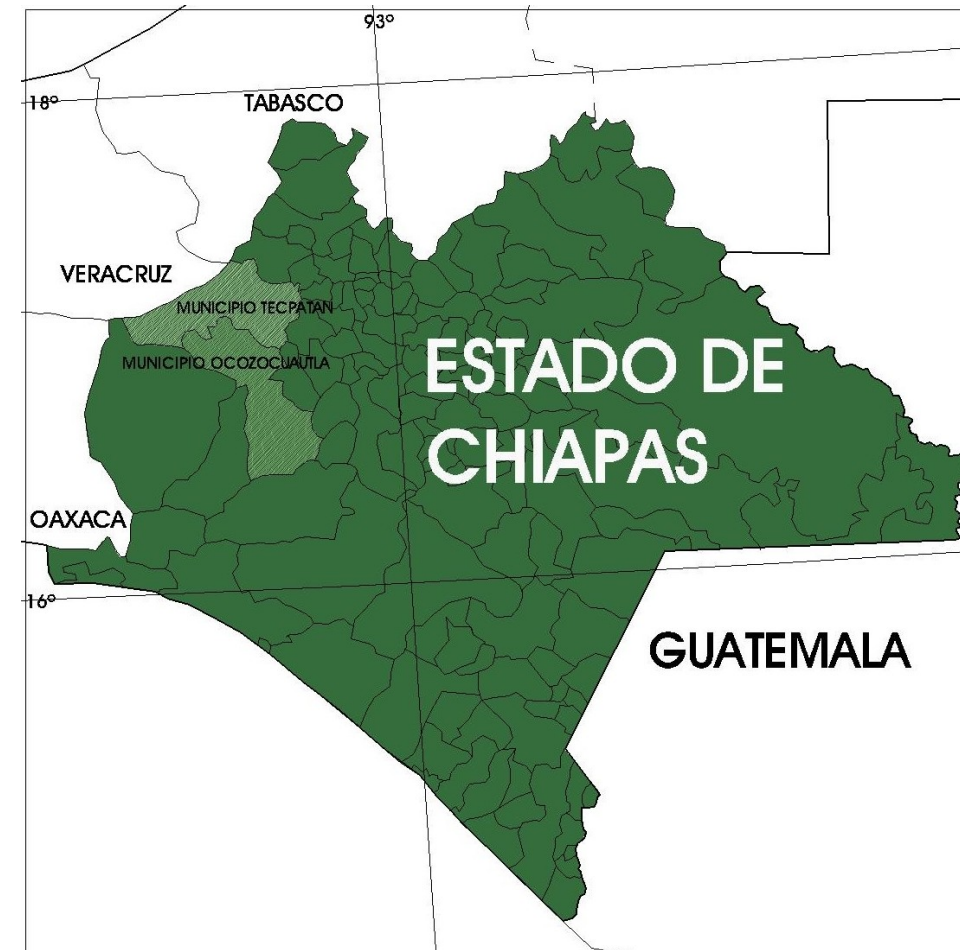 93°
18°
TABASCO
VERACRUZ
MUNICIPIO TECPATAN
MUNICIPIO OCOZOCUAUTLA
ESTADO DE
CHIAPAS
OAXACA
16°
GUATEMALA